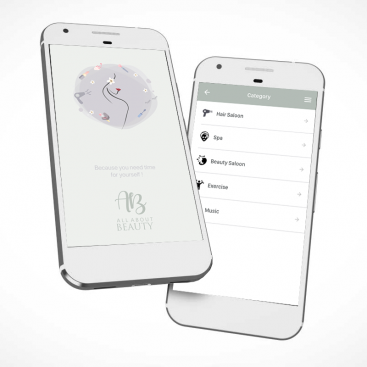 Because you need time
for yourself
AB
ALL ABOUT
BEAUTY
Category
Hair Saloon
Spa
Beauty Saloon
Exercise
Music